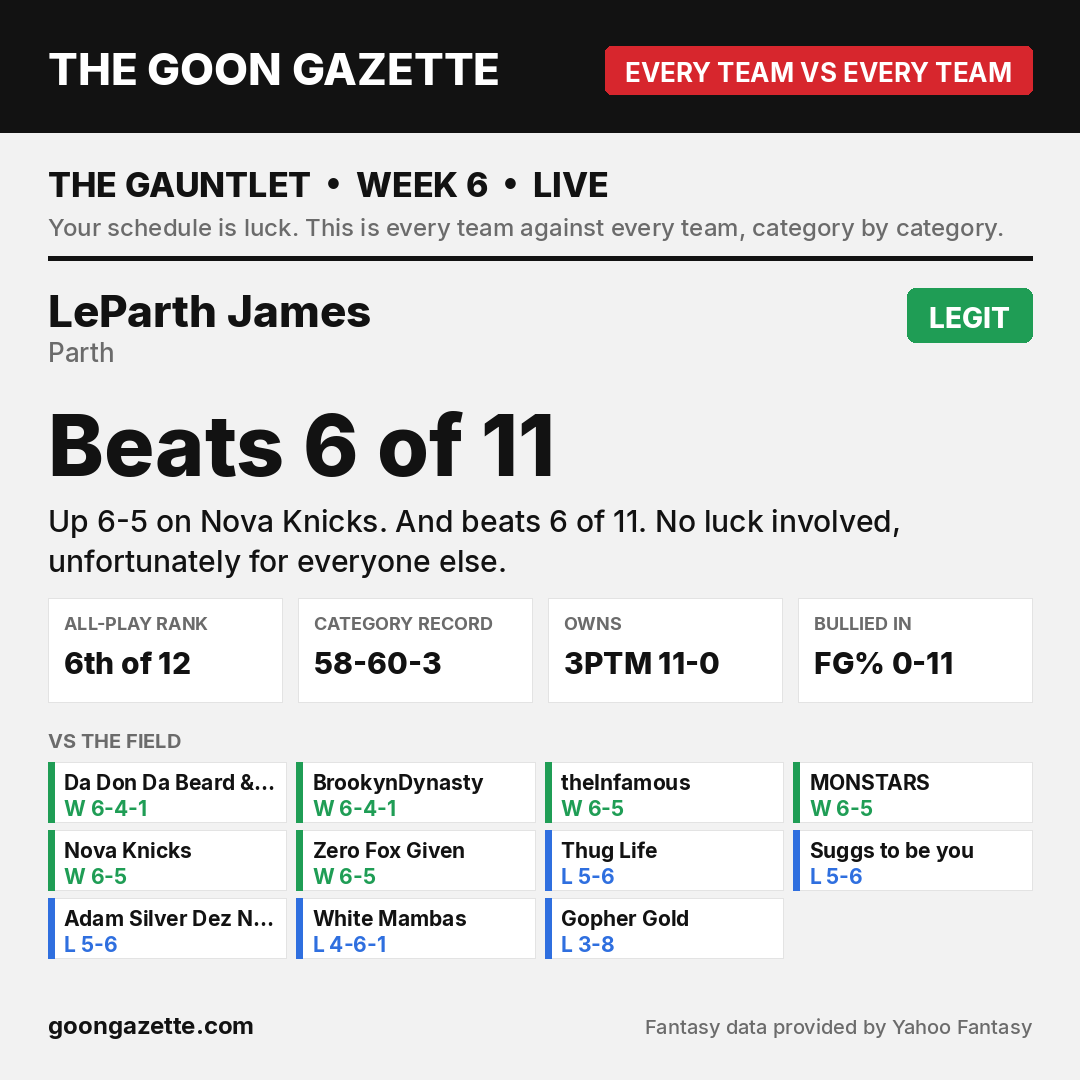 THE GOON GAZETTE
EVERY TEAM VS EVERY TEAM
THE GAUNTLET • WEEK 6 • LIVE
Your schedule is luck. This is every team against every team, category by category.
LeParth James
LEGIT
Parth
Beats 6 of 11
Up 6-5 on Nova Knicks. And beats 6 of 11. No luck involved,
unfortunately for everyone else.
ALL-PLAY RANK
6th of 12
CATEGORY RECORD
58-60-3
OWNS
3PTM 11-0
BULLIED IN
FG% 0-11
VS THE FIELD
Da Don Da Beard &...
W 6-4-1
BrookynDynasty
W 6-4-1
theInfamous
W 6-5
MONSTARS
W 6-5
Nova Knicks
W 6-5
Zero Fox Given
W 6-5
Thug Life
L 5-6
Suggs to be you
L 5-6
Adam Silver Dez N...
L 5-6
White Mambas
L 4-6-1
Gopher Gold
L 3-8
goongazette.com
Fantasy data provided by Yahoo Fantasy